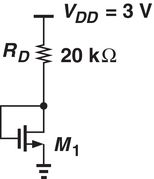 V_DD = 3 V
R_D 20 kΩ
M_1